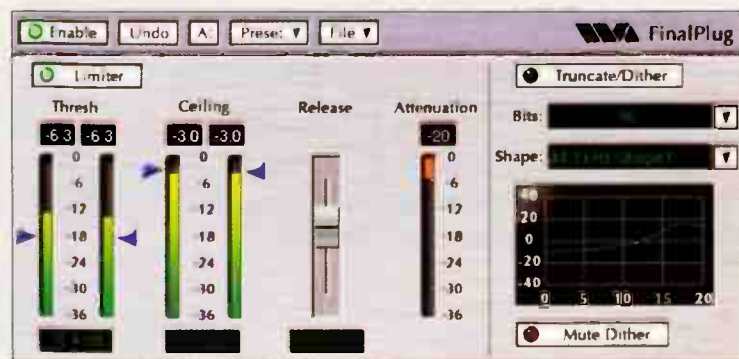 Enable Undo A: Preset File FinalPlug
Limiter
Thresh Ceiling Release Attenuation
-6.3 -6.3 -3.0 -3.0 -20
0 0 0
-6 -6 -6
-12 -12 -12
-18 -18 -18
-24 -24 -24
-30 -30 -30
36 -36 -36
Truncate/Dither
Bits:
Shape:
40
20
0
-20
-40
0 5 10 15 20
Mute Dither